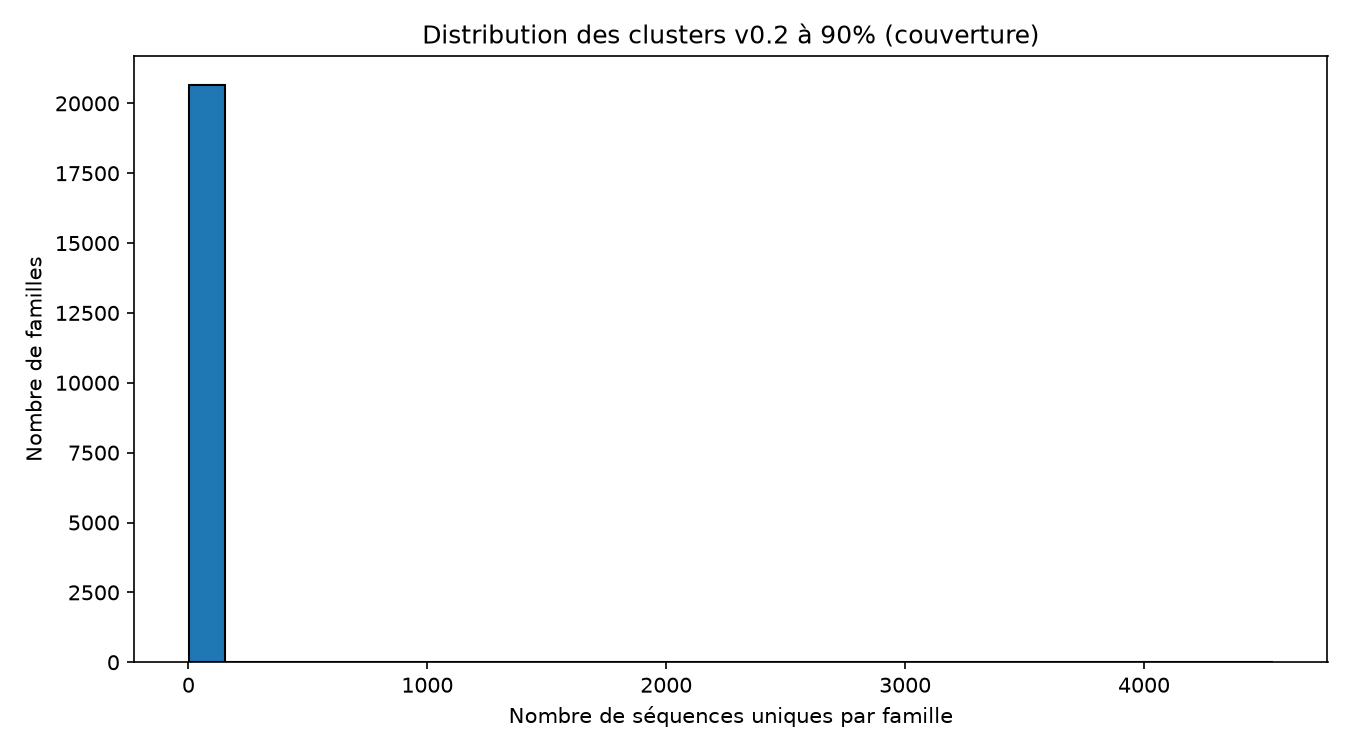 Distribution des clusters v0.2 à 90% (couverture)
20000
17500
15000
12500
10000
7500
5000
2500
0
Nombre de familles
0 1000 2000 3000 4000
Nombre de séquences uniques par famille